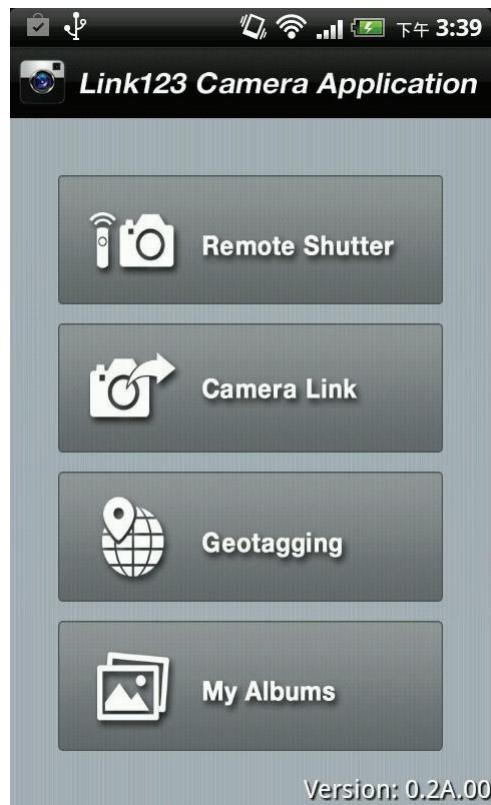 下午 3:39
Link123 Camera Application
Remote Shutter
Camera Link
Geotagging
My Albums
Version: 0.2A.00